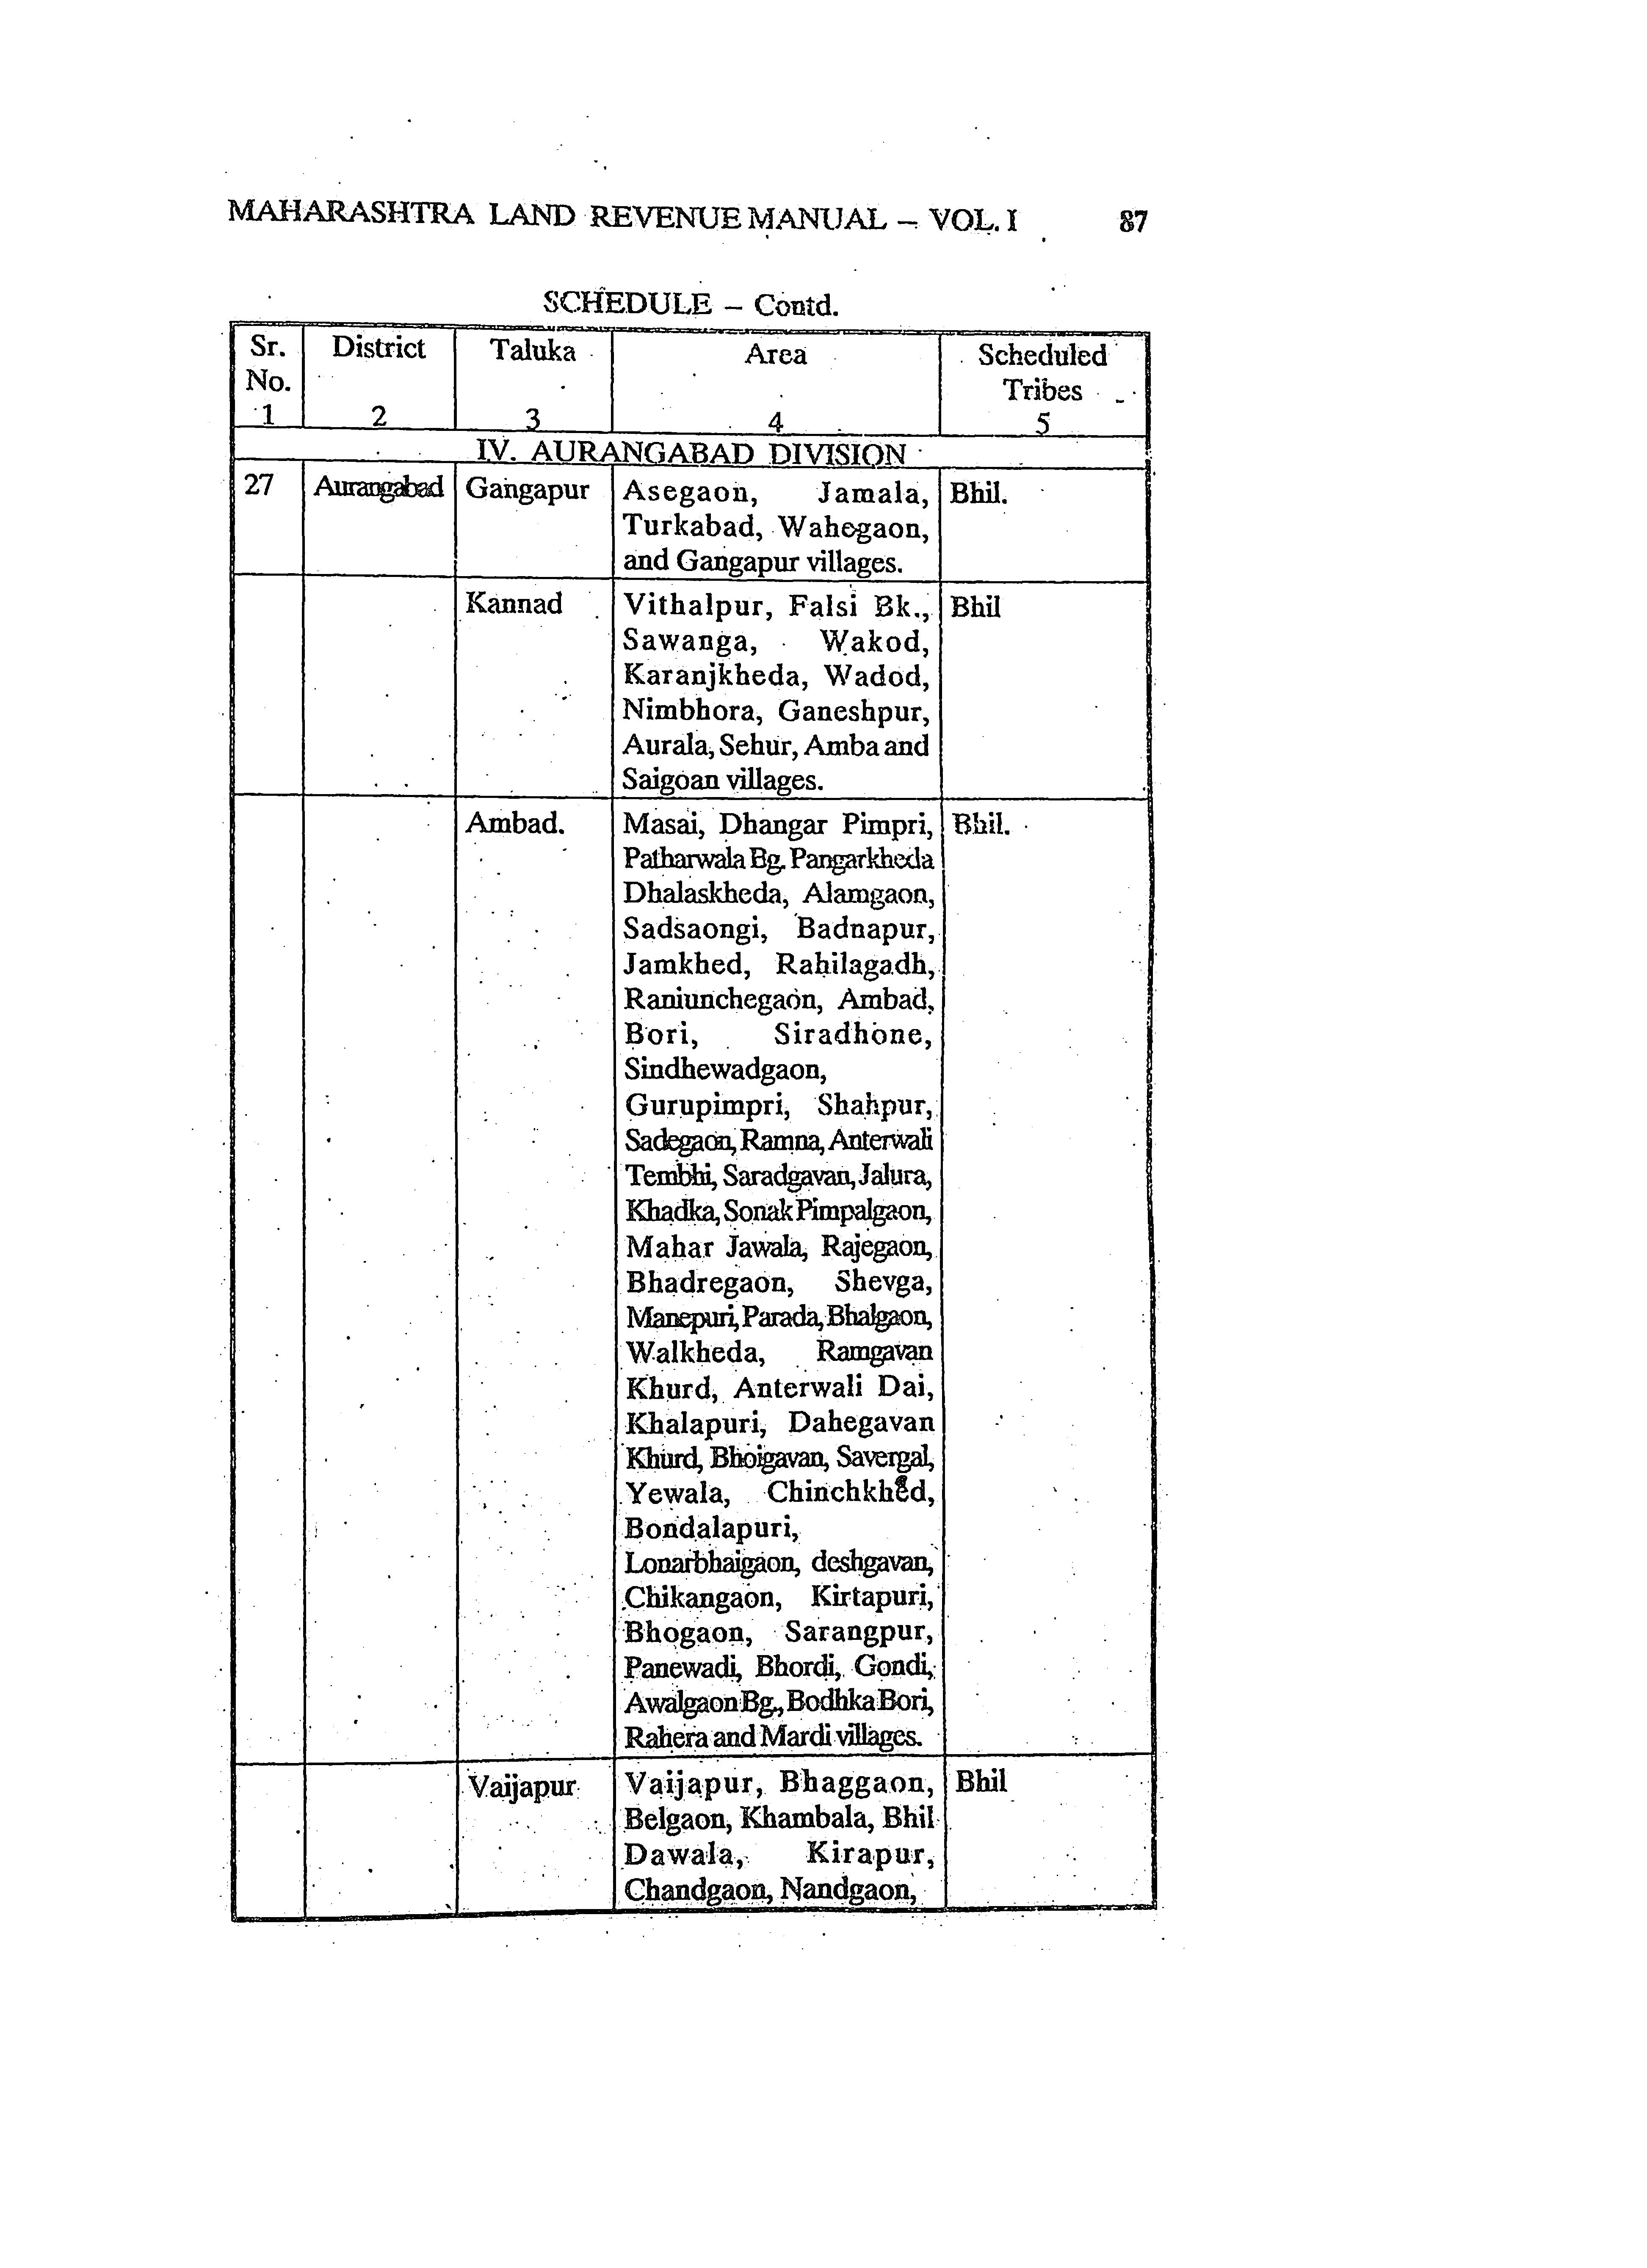 MAHARASHTRA LAND REVENUE MANUAL – VOL. I 87
SCHEDULE – Contd.
Sr. District Taluka Area Scheduled
No. Tribes
1 2 3 4 5
IV. AURANGABAD DIVISION
27 Aurangabad Gangapur Asegaon, Jamala, Bhil.
Turkabad, Wahegaon,
and Gangapur villages.
Kannad Vithalpur, Falsi Bk., Bhil
Sawanga, Wakod,
Karanjkheda, Wadod,
Nimbhora, Ganeshpur,
Aurala, Sehur, Amba and
Saigoan villages.
Ambad. Masai, Dhangar Pimpri, Bhil.
Patharwala Bg. Pangarkheda
Dhalaskheda, Alamgaon,
Sadsaongi, Badnapur,
Jamkhed, Rahilagadh,
Raniunchegaon, Ambad,
Bori, Siradhone,
Sindhewadgaon,
Gurupimpri, Shahpur,
Sadegaon, Ramna, Anterwali
Tembhi, Saradgavan, Jalura,
Khadka, Sonak Pimpalgaon,
Mahar Jawala, Rajegaon,
Bhadregaon, Shevga,
Manepuri, Parada, Bhalgaon,
Walkheda, Ramgavan
Khurd, Anterwali Dai,
Khalapuri, Dahegavan
Khurd, Bhoigavan, Savergal,
Yewala, Chinchkhed,
Bondalapuri,
Lonarbhaigaon, deshgavan,
Chikangaon, Kirtapuri,
Bhogaon, Sarangpur,
Panewadi, Bhordi, Gondi,
Awalgaon Bg., Bodhka Bori,
Rahera and Mardi villages.
Vaijapur Vaijapur, Bhaggaon, Bhil
Belgaon, Khambala, Bhil
Dawala, Kirapur,
Chandgaon, Nandgaon,